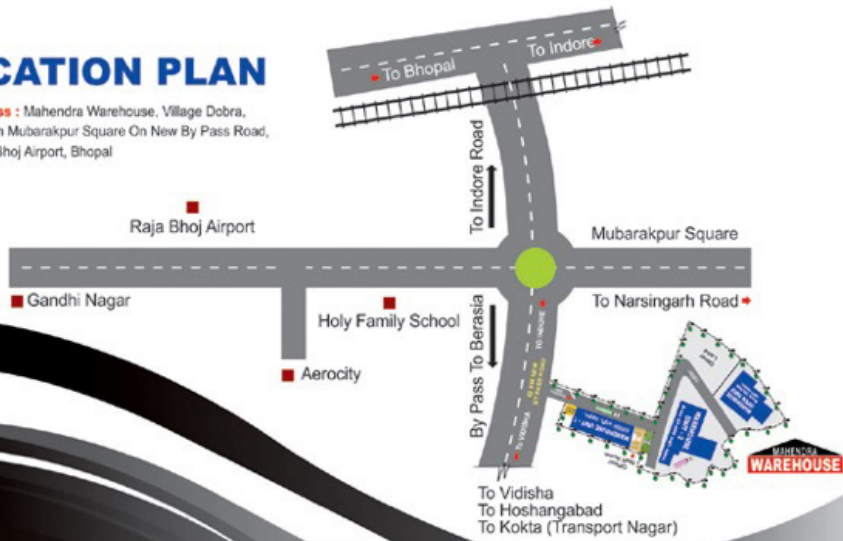 CATION PLAN
ss : Mahendra Warehouse, Village Dobra,
n Mubarakpur Square On New By Pass Road,
Bhoj Airport, Bhopal
To Bhopal
To Indore
To Indore Road
Raja Bhoj Airport
Mubarakpur Square
Gandhi Nagar
Holy Family School
To Narsingarh Road
Aerocity
By Pass To Berasia
TO INDORE
TO VIDISHA
MAHENDRA
WAREHOUSE
To Vidisha
To Hoshangabad
To Kokta (Transport Nagar)